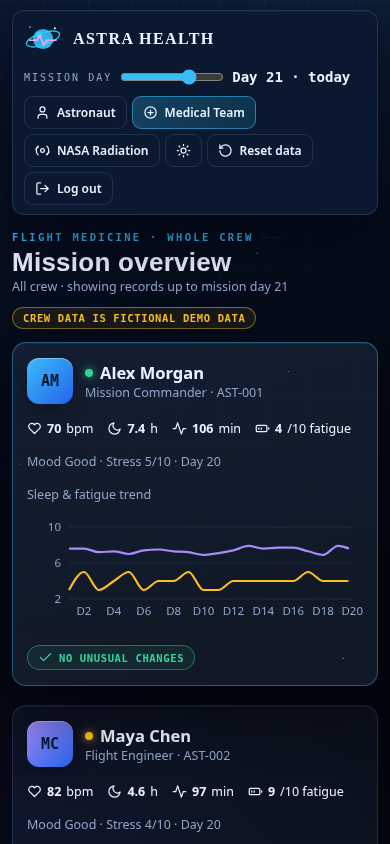 ASTRA HEALTH
MISSION DAY Day 21 · today
Astronaut Medical Team
NASA Radiation Reset data
Log out
FLIGHT MEDICINE · WHOLE CREW
Mission overview
All crew · showing records up to mission day 21
CREW DATA IS FICTIONAL DEMO DATA
AM Alex Morgan
Mission Commander · AST-001
70 bpm 7.4 h 106 min 4 /10 fatigue
Mood Good · Stress 5/10 · Day 20
Sleep & fatigue trend
10
6
2
D2 D4 D6 D8 D10 D12 D14 D16 D18 D20
NO UNUSUAL CHANGES
MC Maya Chen
Flight Engineer · AST-002
82 bpm 4.6 h 97 min 9 /10 fatigue
Mood Good · Stress 4/10 · Day 20